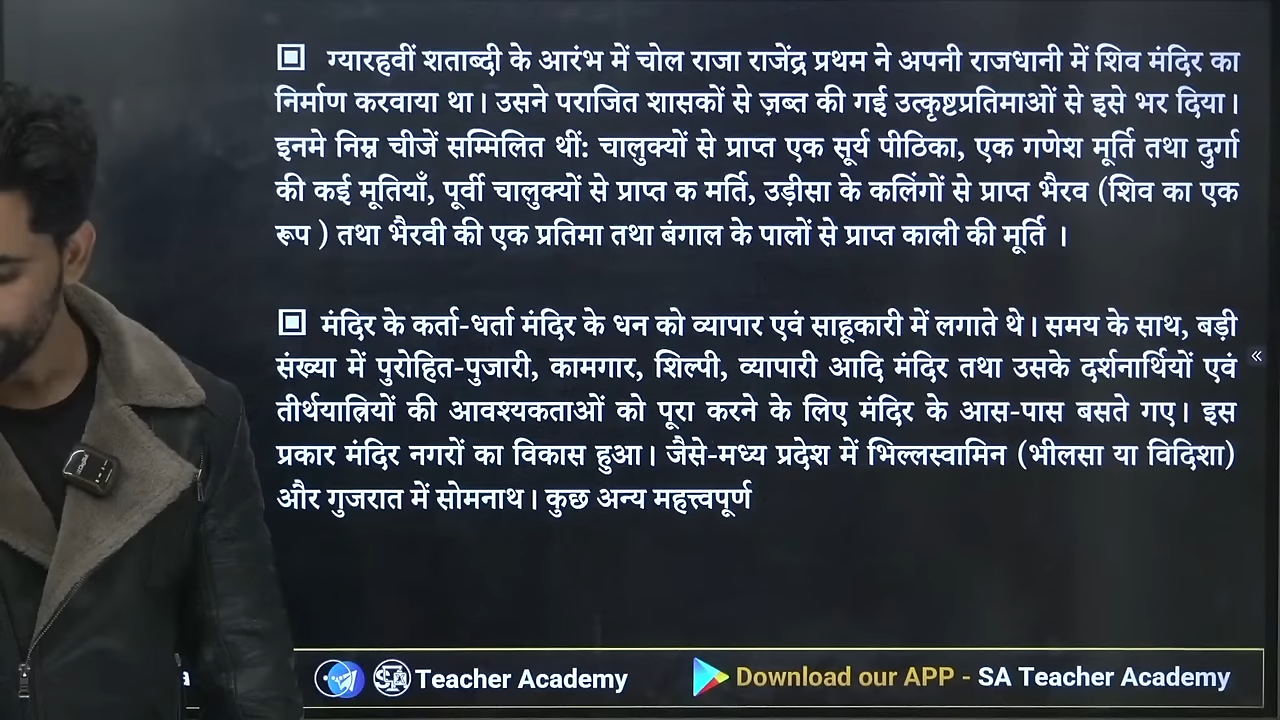 ग्यारहवीं शताब्दी के आरंभ में चोल राजा राजेंद्र प्रथम ने अपनी राजधानी में शिव मंदिर का
निर्माण करवाया था। उसने पराजित शासकों से ज़ब्त की गई उत्कृष्टप्रतिमाओं से इसे भर दिया।
इनमे निम्न चीजें सम्मिलित थीं: चालुक्यों से प्राप्त एक सूर्य पीठिका, एक गणेश मूर्ति तथा दुर्गा
की कई मूतियाँ, पूर्वी चालुक्यों से प्राप्त क मर्ति, उड़ीसा के कलिंगों से प्राप्त भैरव (शिव का एक
रूप ) तथा भैरवी की एक प्रतिमा तथा बंगाल के पालों से प्राप्त काली की मूर्ति ।
मंदिर के कर्ता-धर्ता मंदिर के धन को व्यापार एवं साहूकारी में लगाते थे। समय के साथ, बड़ी
संख्या में पुरोहित-पुजारी, कामगार, शिल्पी, व्यापारी आदि मंदिर तथा उसके दर्शनार्थियों एवं
तीर्थयात्रियों की आवश्यकताओं को पूरा करने के लिए मंदिर के आस-पास बसते गए। इस
प्रकार मंदिर नगरों का विकास हुआ। जैसे-मध्य प्रदेश में भिल्लस्वामिन (भीलसा या विदिशा)
और गुजरात में सोमनाथ। कुछ अन्य महत्त्वपूर्ण
Teacher Academy Download our APP - SA Teacher Academy